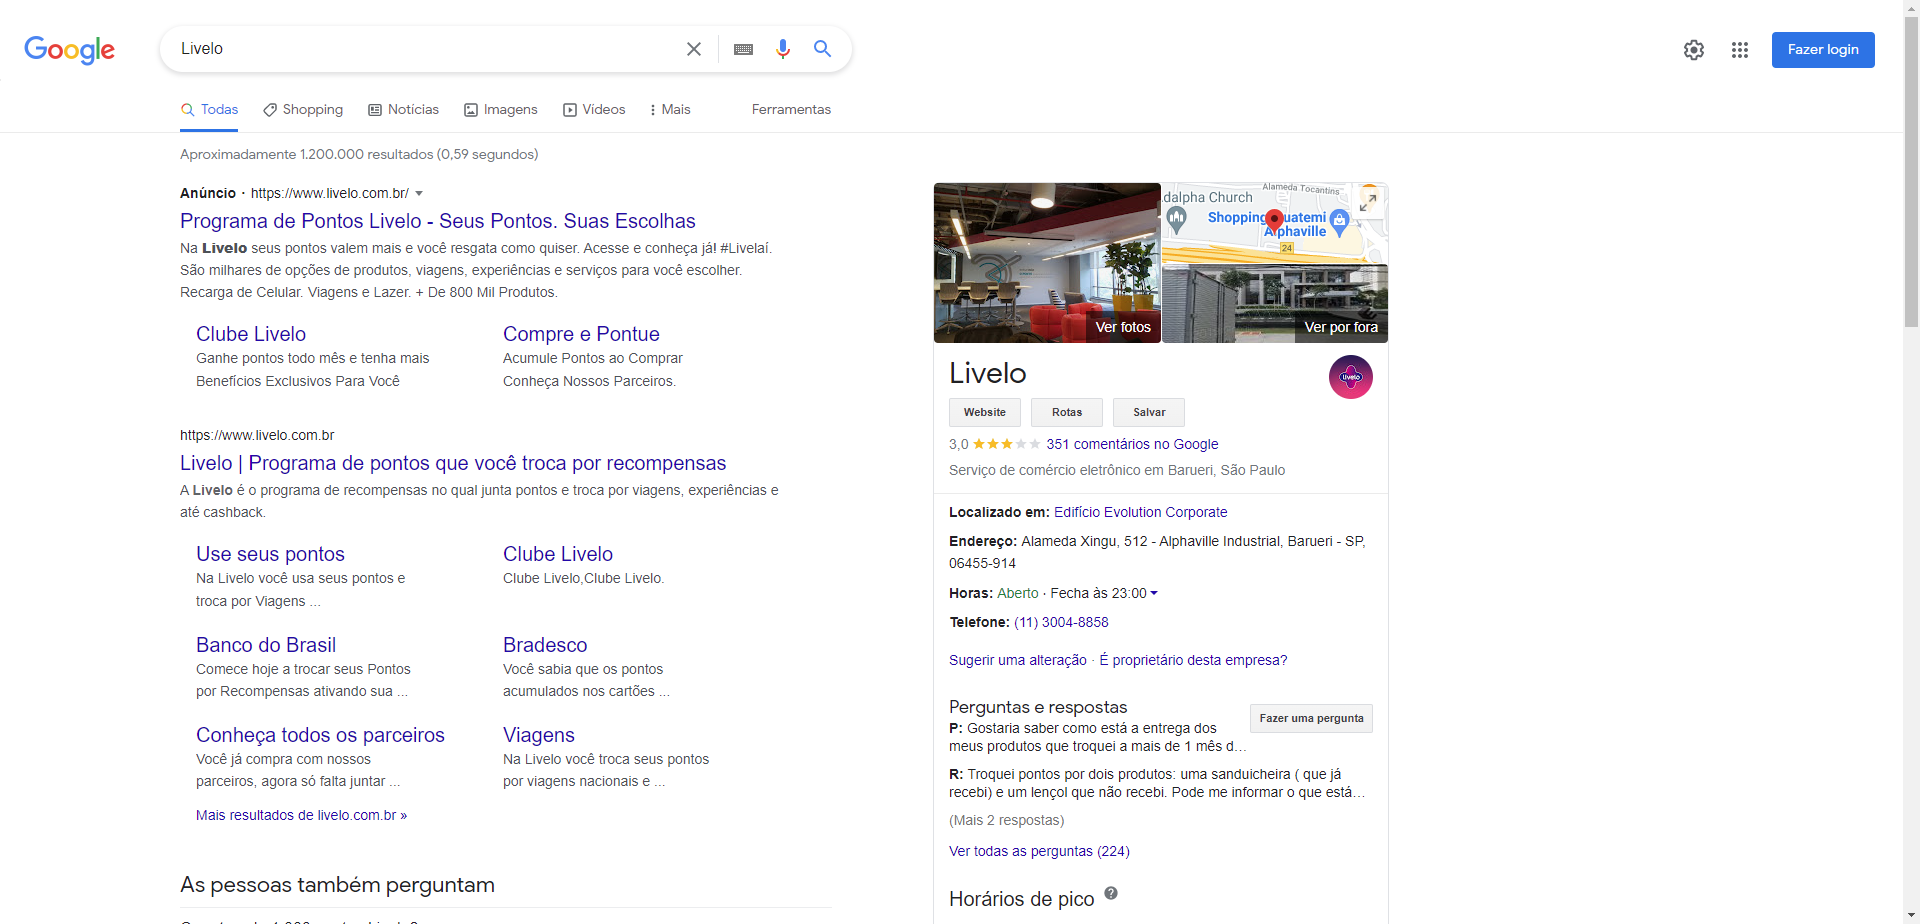 Google
Livelo
Fazer login
Todas
Shopping
Notícias
Imagens
Vídeos
Mais
Ferramentas
Aproximadamente 1.200.000 resultados (0,59 segundos)
Anúncio · https://www.livelo.com.br/
Programa de Pontos Livelo - Seus Pontos. Suas Escolhas
Na Livelo seus pontos valem mais e você resgata como quiser. Acesse e conheça já! #Livelaí.
São milhares de opções de produtos, viagens, experiências e serviços para você escolher.
Recarga de Celular. Viagens e Lazer. + De 800 Mil Produtos.
Clube Livelo
Ganhe pontos todo mês e tenha mais
Benefícios Exclusivos Para Você
Compre e Pontue
Acumule Pontos ao Comprar
Conheça Nossos Parceiros.
https://www.livelo.com.br
Livelo | Programa de pontos que você troca por recompensas
A Livelo é o programa de recompensas no qual junta pontos e troca por viagens, experiências e
até cashback.
Use seus pontos
Na Livelo você usa seus pontos e
troca por Viagens ...
Clube Livelo
Clube Livelo,Clube Livelo.
Banco do Brasil
Comece hoje a trocar seus Pontos
por Recompensas ativando sua ...
Bradesco
Você sabia que os pontos
acumulados nos cartões ...
Conheça todos os parceiros
Você já compra com nossos
parceiros, agora só falta juntar ...
Viagens
Na Livelo você troca seus pontos
por viagens nacionais e ...
Mais resultados de livelo.com.br »
As pessoas também perguntam
Ver fotos
Alameda Tocantins
dalpha Church
Shopping uatemi
Alphaville
24
Ver por fora
Livelo
livelo
Website
Rotas
Salvar
3,0 351 comentários no Google
Serviço de comércio eletrônico em Barueri, São Paulo
Localizado em: Edifício Evolution Corporate
Endereço: Alameda Xingu, 512 - Alphaville Industrial, Barueri - SP,
06455-914
Horas: Aberto · Fecha às 23:00
Telefone: (11) 3004-8858
Sugerir uma alteração · É proprietário desta empresa?
Perguntas e respostas
Fazer uma pergunta
P: Gostaria saber como está a entrega dos
meus produtos que troquei a mais de 1 mês d...
R: Troquei pontos por dois produtos: uma sanduicheira ( que já
recebi) e um lençol que não recebi. Pode me informar o que está...
(Mais 2 respostas)
Ver todas as perguntas (224)
Horários de pico